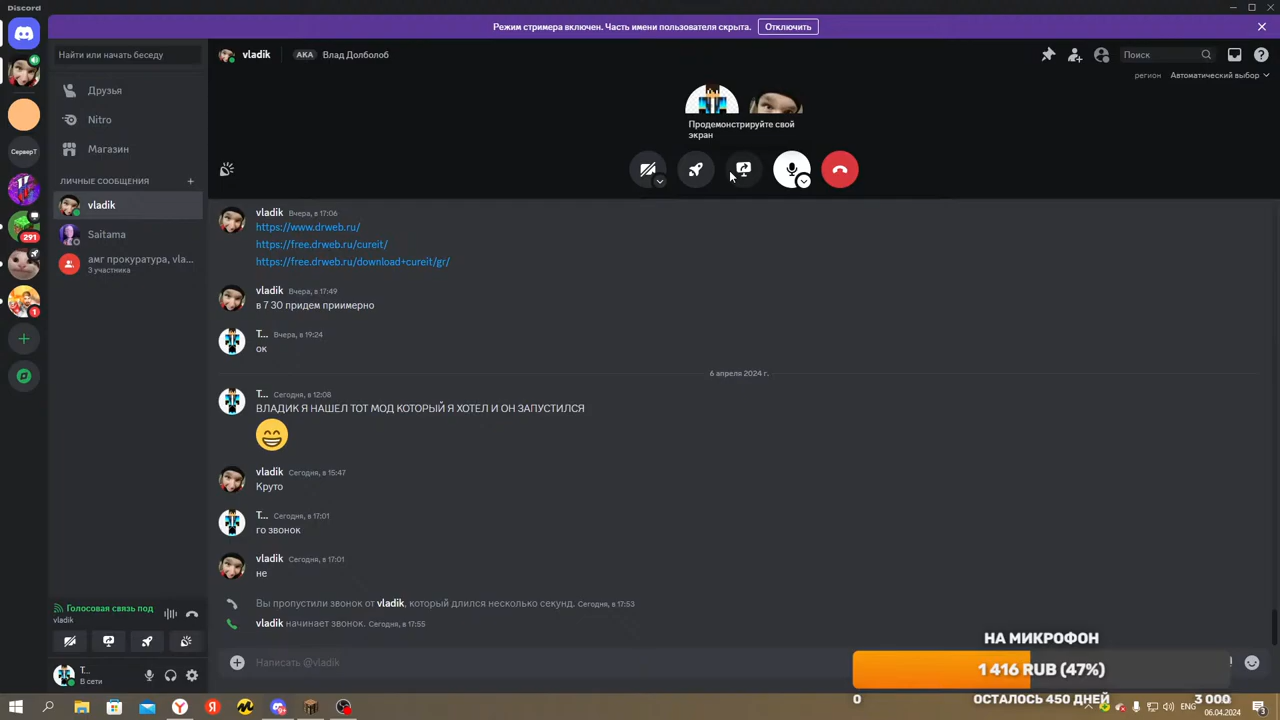 Discord
Режим стримера включен. Часть имени пользователя скрыта.
Отключить
Найти или начать беседу
vladik
AKA
Влад Долболоб
Поиск
регион
Автоматический выбор
Друзья
Nitro
Магазин
СерверТ
ЛИЧНЫЕ СООБЩЕНИЯ
vladik
Saitama
амг прокуратура, vla...
3 участника
291
1
Продемонстрируйте свой
экран
vladik Вчера, в 17:06
https://www.drweb.ru/
https://free.drweb.ru/cureit/
https://free.drweb.ru/download+cureit/gr/
vladik Вчера, в 17:49
в 7 30 придем приимерно
T... Вчера, в 19:24
ок
6 апреля 2024 г.
T... Сегодня, в 12:08
ВЛАДИК Я НАШЕЛ ТОТ МОД КОТОРЫЙ Я ХОТЕЛ И ОН ЗАПУСТИЛСЯ
vladik Сегодня, в 15:47
Круто
T... Сегодня, в 17:01
го звонок
vladik Сегодня, в 17:01
не
Вы пропустили звонок от vladik, который длился несколько секунд. Сегодня, в 17:53
vladik начинает звонок. Сегодня, в 17:55
Голосовая связь под
vladik
T...
В сети
Написать @vladik
НА МИКРОФОН
1 416 RUB (47%)
0
ОСТАЛОСЬ 450 ДНЕЙ
3 000
ENG
06.04.2024
3